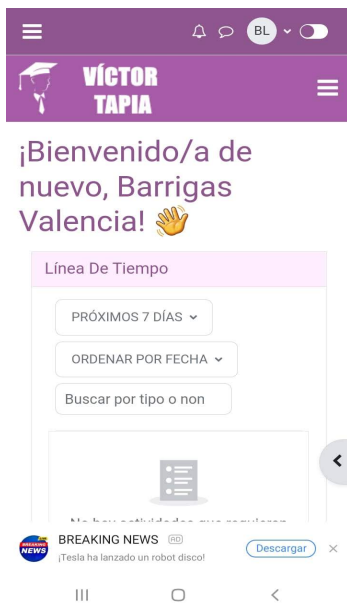 BL
VÍCTOR
TAPIA
¡Bienvenido/a de
nuevo, Barrigas
Valencia! 👋
Línea De Tiempo
PRÓXIMOS 7 DÍAS
ORDENAR POR FECHA
Buscar por tipo o non
No hay actividades que requieran
BREAKING
NEWS
BREAKING NEWS AD
¡Tesla ha lanzado un robot disco!
Descargar